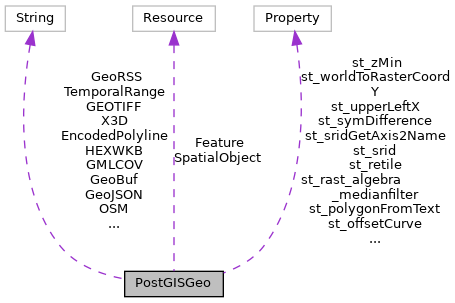 String
Resource
Property
GeoRSS
TemporalRange
GEOTIFF
X3D
EncodedPolyline
HEXWKB
GMLCOV
GeoBuf
GeoJSON
OSM
...
Feature
SpatialObject
st_zMin
st_worldToRasterCoord
Y
st_upperLeftX
st_symDifference
st_sridGetAxis2Name
st_srid
st_retile
st_rast_algebra
_medianfilter
st_polygonFromText
st_offsetCurve
...
PostGISGeo